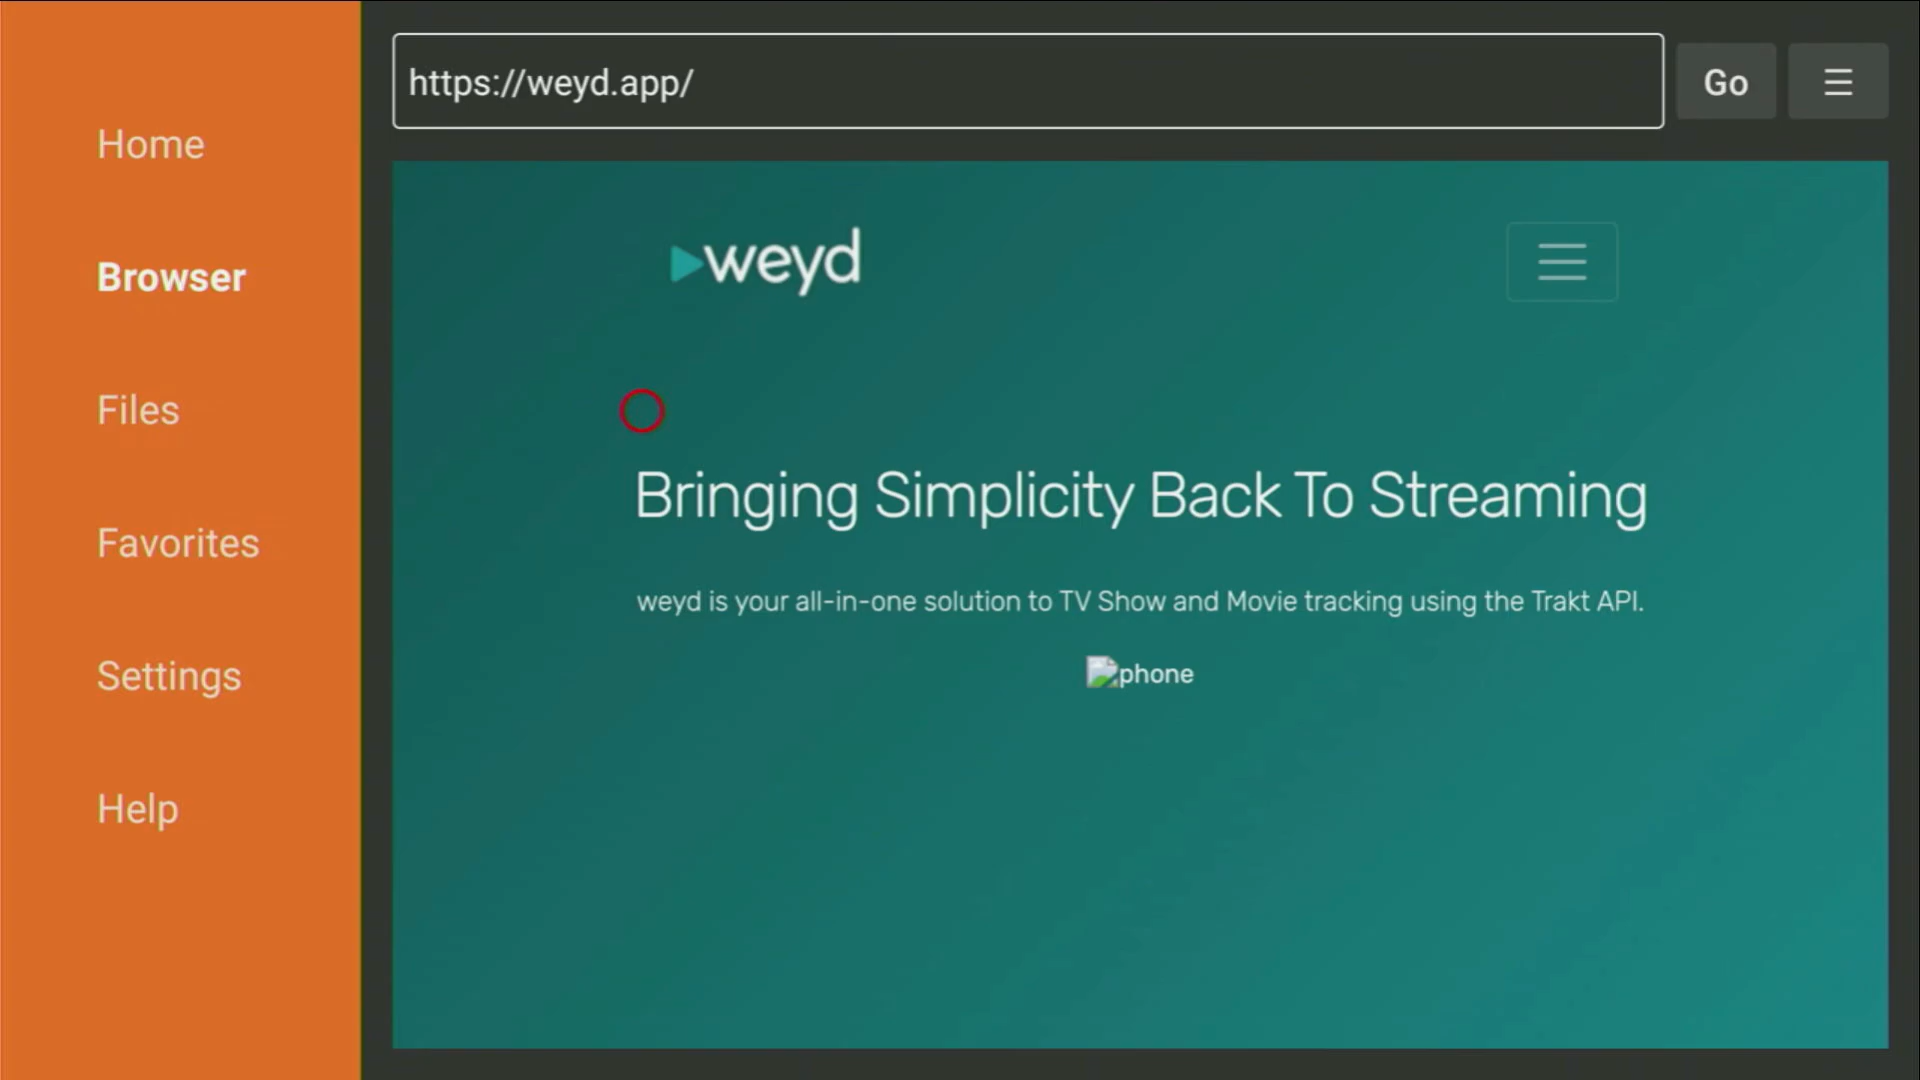 https://weyd.app/
Go
Home
Browser
Files
Favorites
Settings
Help
weyd
Bringing Simplicity Back To Streaming
weyd is your all-in-one solution to TV Show and Movie tracking using the Trakt API.
phone